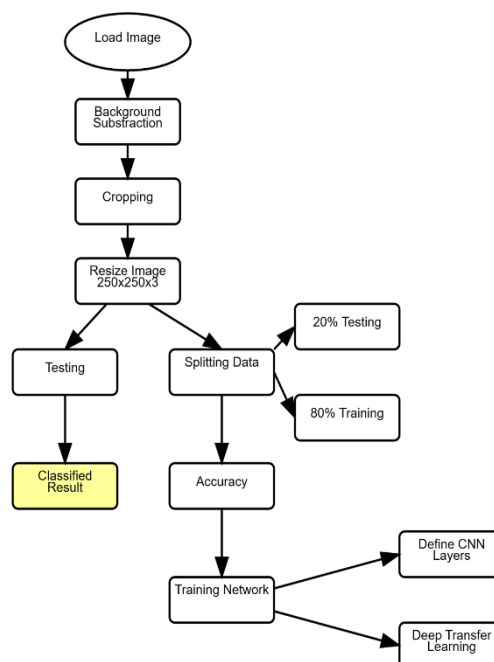 Load Image
Background
Substraction
Cropping
Resize Image
250x250x3
20% Testing
Testing
Splitting Data
80% Training
Classified
Result
Accuracy
Define CNN
Layers
Training Network
Deep Transfer
Learning